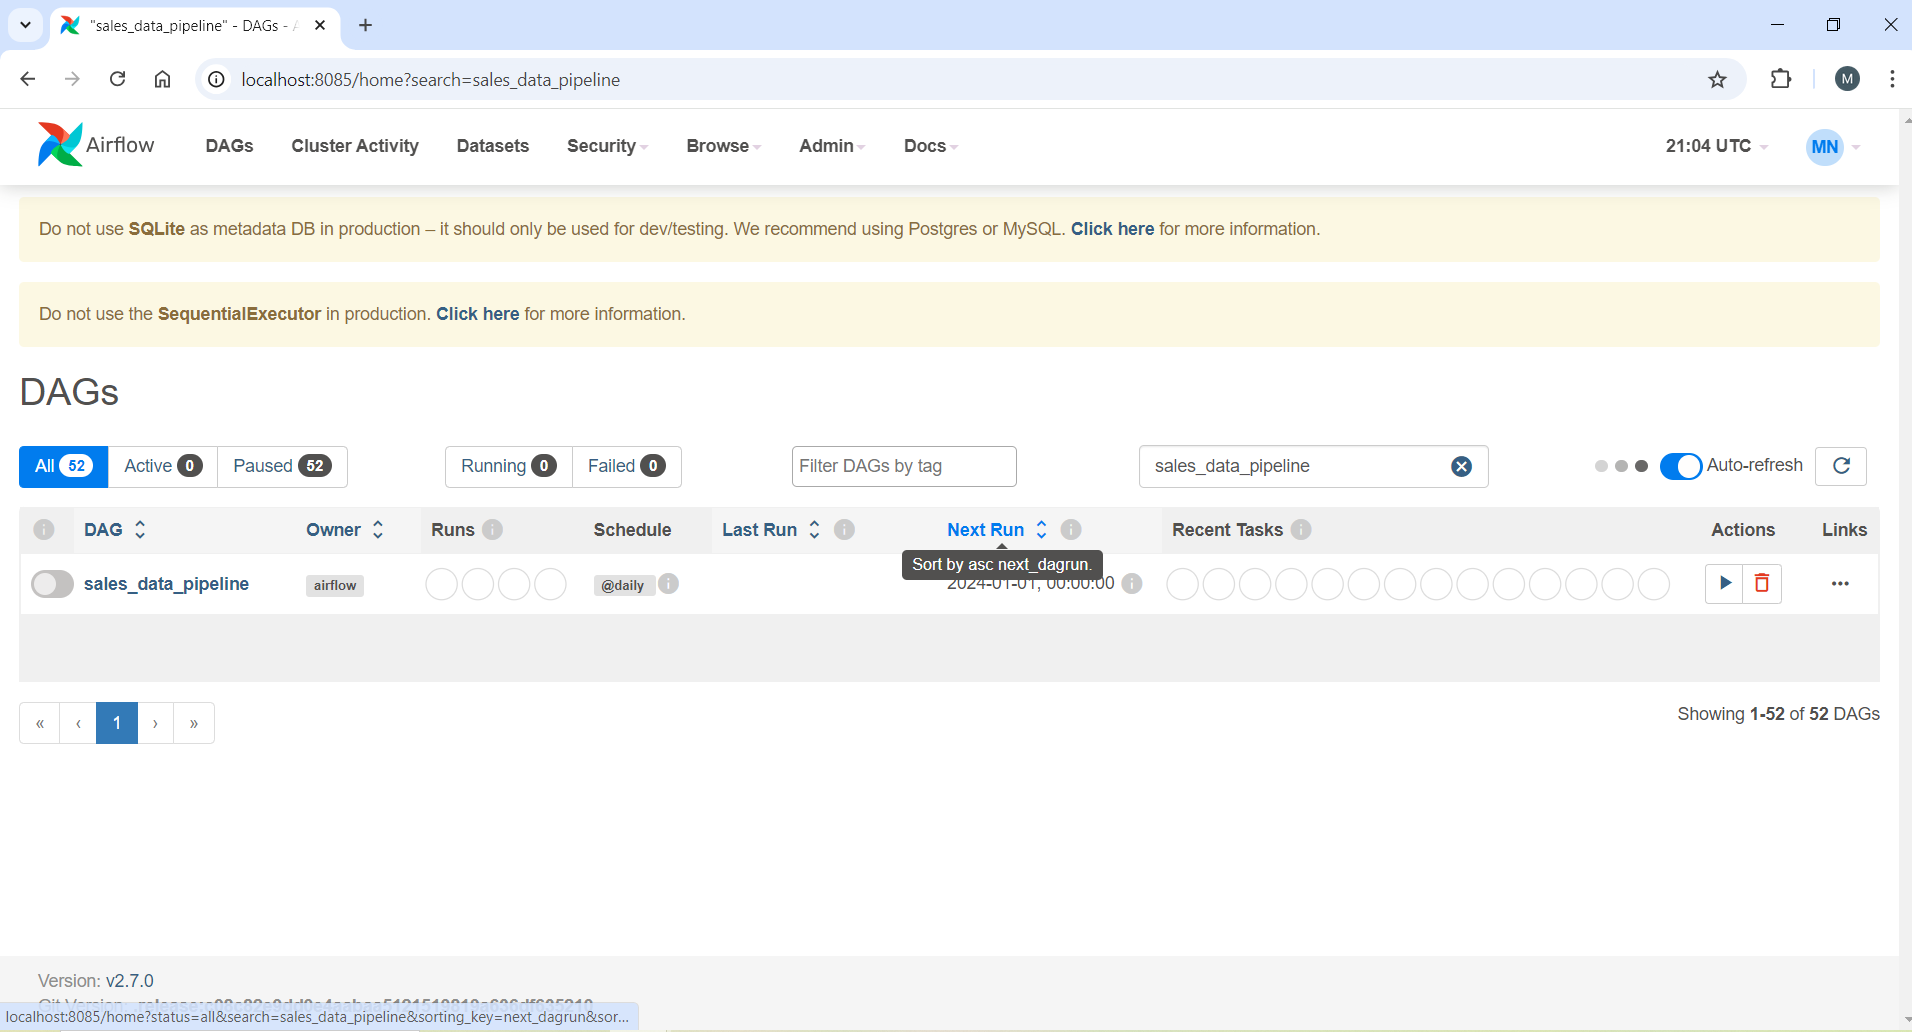 "sales_data_pipeline" - DAGs -
localhost:8085/home?search=sales_data_pipeline
M
Airflow DAGs Cluster Activity Datasets Security Browse Admin Docs 21:04 UTC MN
Do not use SQLite as metadata DB in production – it should only be used for dev/testing. We recommend using Postgres or MySQL. Click here for more information.
Do not use the SequentialExecutor in production. Click here for more information.
DAGs
All 52 Active 0 Paused 52 Running 0 Failed 0 Filter DAGs by tag sales_data_pipeline Auto-refresh
DAG Owner Runs Schedule Last Run Next Run Recent Tasks Actions Links
Sort by asc next_dagrun.
sales_data_pipeline airflow @daily 2024-01-01, 00:00:00
« ‹ 1 › »
Showing 1-52 of 52 DAGs
Version: v2.7.0
localhost:8085/home?status=all&search=sales_data_pipeline&sorting_key=next_dagrun&sor...